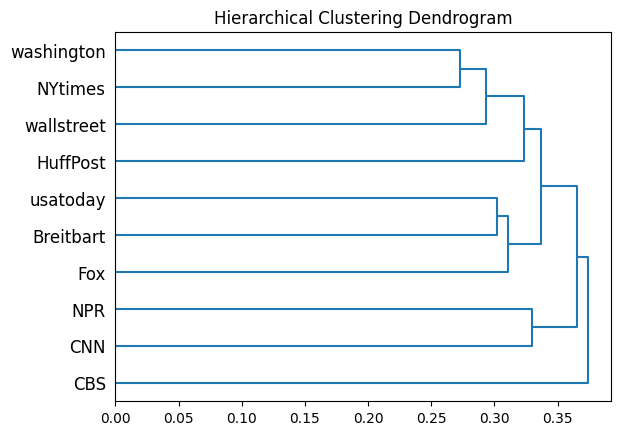 Hierarchical Clustering Dendrogram
washington
NYtimes
wallstreet
HuffPost
usatoday
Breitbart
Fox
NPR
CNN
CBS
0.00 0.05 0.10 0.15 0.20 0.25 0.30 0.35